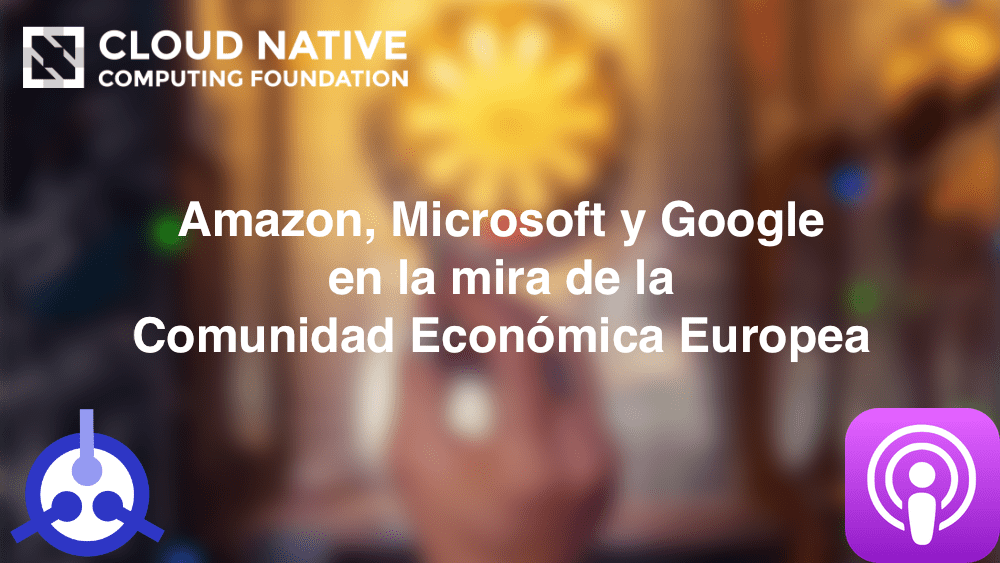 CLOUD NATIVE
COMPUTING FOUNDATION
Amazon, Microsoft y Google
en la mira de la
Comunidad Económica Europea